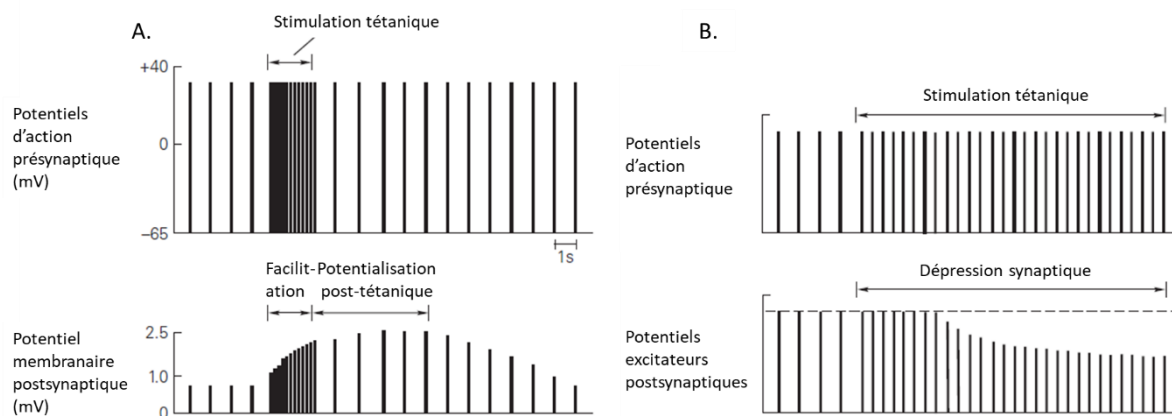 A.
Stimulation tétanique
+40
0
−65
Potentiels
d’action
présynaptique
(mV)
1s
Facilit-
ation
Potentialisation
post-tétanique
2.5
1.0
0
Potentiel
membranaire
postsynaptique
(mV)
B.
Stimulation tétanique
Potentiels
d’action
présynaptique
Dépression synaptique
Potentiels
excitateurs
postsynaptiques